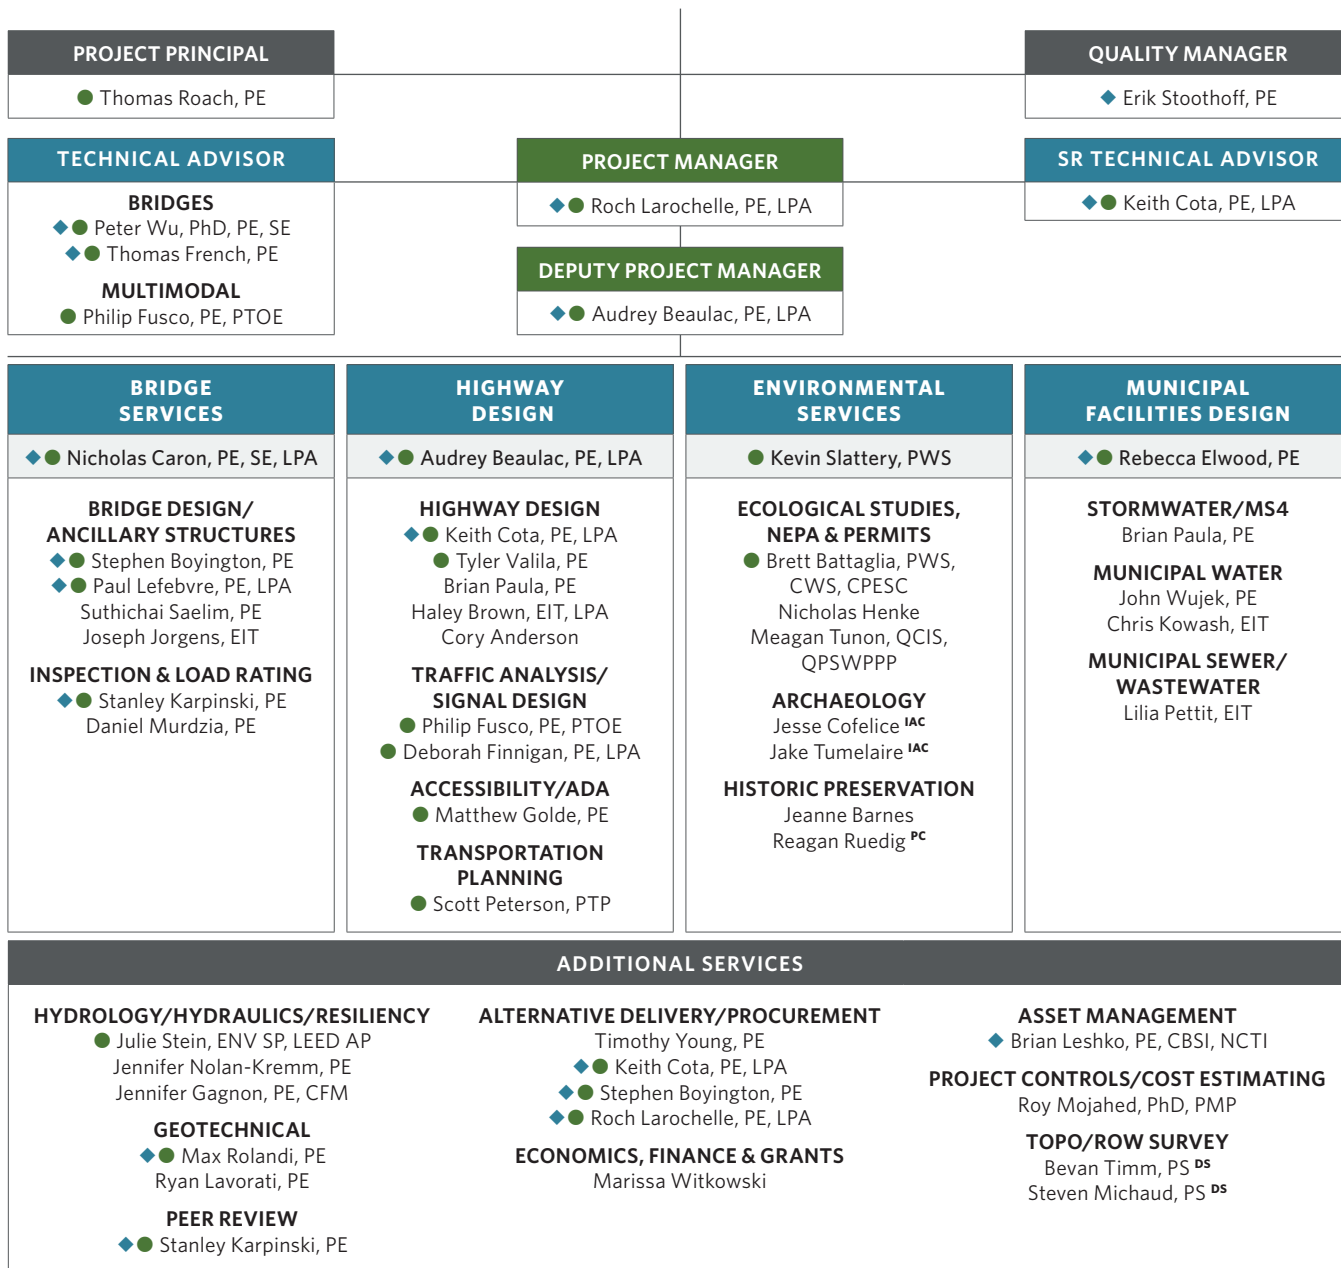 PROJECT PRINCIPAL
Thomas Roach, PE
QUALITY MANAGER
Erik Stoothoff, PE
TECHNICAL ADVISOR
BRIDGES
Peter Wu, PhD, PE, SE
Thomas French, PE
MULTIMODAL
Philip Fusco, PE, PTOE
PROJECT MANAGER
Roch Larochelle, PE, LPA
DEPUTY PROJECT MANAGER
Audrey Beaulac, PE, LPA
SR TECHNICAL ADVISOR
Keith Cota, PE, LPA
BRIDGE
SERVICES
Nicholas Caron, PE, SE, LPA
BRIDGE DESIGN/
ANCILLARY STRUCTURES
Stephen Boyington, PE
Paul Lefebvre, PE, LPA
Suthichai Saelim, PE
Joseph Jorgens, EIT
INSPECTION & LOAD RATING
Stanley Karpinski, PE
Daniel Murdzia, PE
HIGHWAY
DESIGN
Audrey Beaulac, PE, LPA
HIGHWAY DESIGN
Keith Cota, PE, LPA
Tyler Valila, PE
Brian Paula, PE
Haley Brown, EIT, LPA
Cory Anderson
TRAFFIC ANALYSIS/
SIGNAL DESIGN
Philip Fusco, PE, PTOE
Deborah Finnigan, PE, LPA
ACCESSIBILITY/ADA
Matthew Golde, PE
TRANSPORTATION
PLANNING
Scott Peterson, PTP
ENVIRONMENTAL
SERVICES
Kevin Slattery, PWS
ECOLOGICAL STUDIES,
NEPA & PERMITS
Brett Battaglia, PWS,
CWS, CPESC
Nicholas Henke
Meagan Tunon, QCIS,
QPSWPPP
ARCHAEOLOGY
Jesse Cofelice IAC
Jake Tumelaire IAC
HISTORIC PRESERVATION
Jeanne Barnes
Reagan Ruedig PC
MUNICIPAL
FACILITIES DESIGN
Rebecca Elwood, PE
STORMWATER/MS4
Brian Paula, PE
MUNICIPAL WATER
John Wujek, PE
Chris Kowash, EIT
MUNICIPAL SEWER/
WASTEWATER
Lilia Pettit, EIT
ADDITIONAL SERVICES
HYDROLOGY/HYDRAULICS/RESILIENCY
Julie Stein, ENV SP, LEED AP
Jennifer Nolan-Kremm, PE
Jennifer Gagnon, PE, CFM
GEOTECHNICAL
Max Rolandi, PE
Ryan Lavorati, PE
PEER REVIEW
Stanley Karpinski, PE
ALTERNATIVE DELIVERY/PROCUREMENT
Timothy Young, PE
Keith Cota, PE, LPA
Stephen Boyington, PE
Roch Larochelle, PE, LPA
ECONOMICS, FINANCE & GRANTS
Marissa Witkowski
ASSET MANAGEMENT
Brian Leshko, PE, CBSI, NCTI
PROJECT CONTROLS/COST ESTIMATING
Roy Mojahed, PhD, PMP
TOPO/ROW SURVEY
Bevan Timm, PS DS
Steven Michaud, PS DS